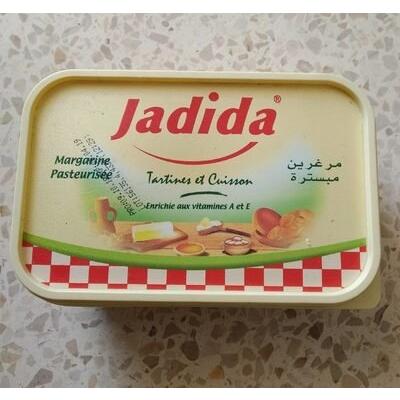 Jadida®
Margarine
Pasteurisée
مرغرين
مبسترة
Tartines et Cuisson
Enrichie aux vitamines A et E